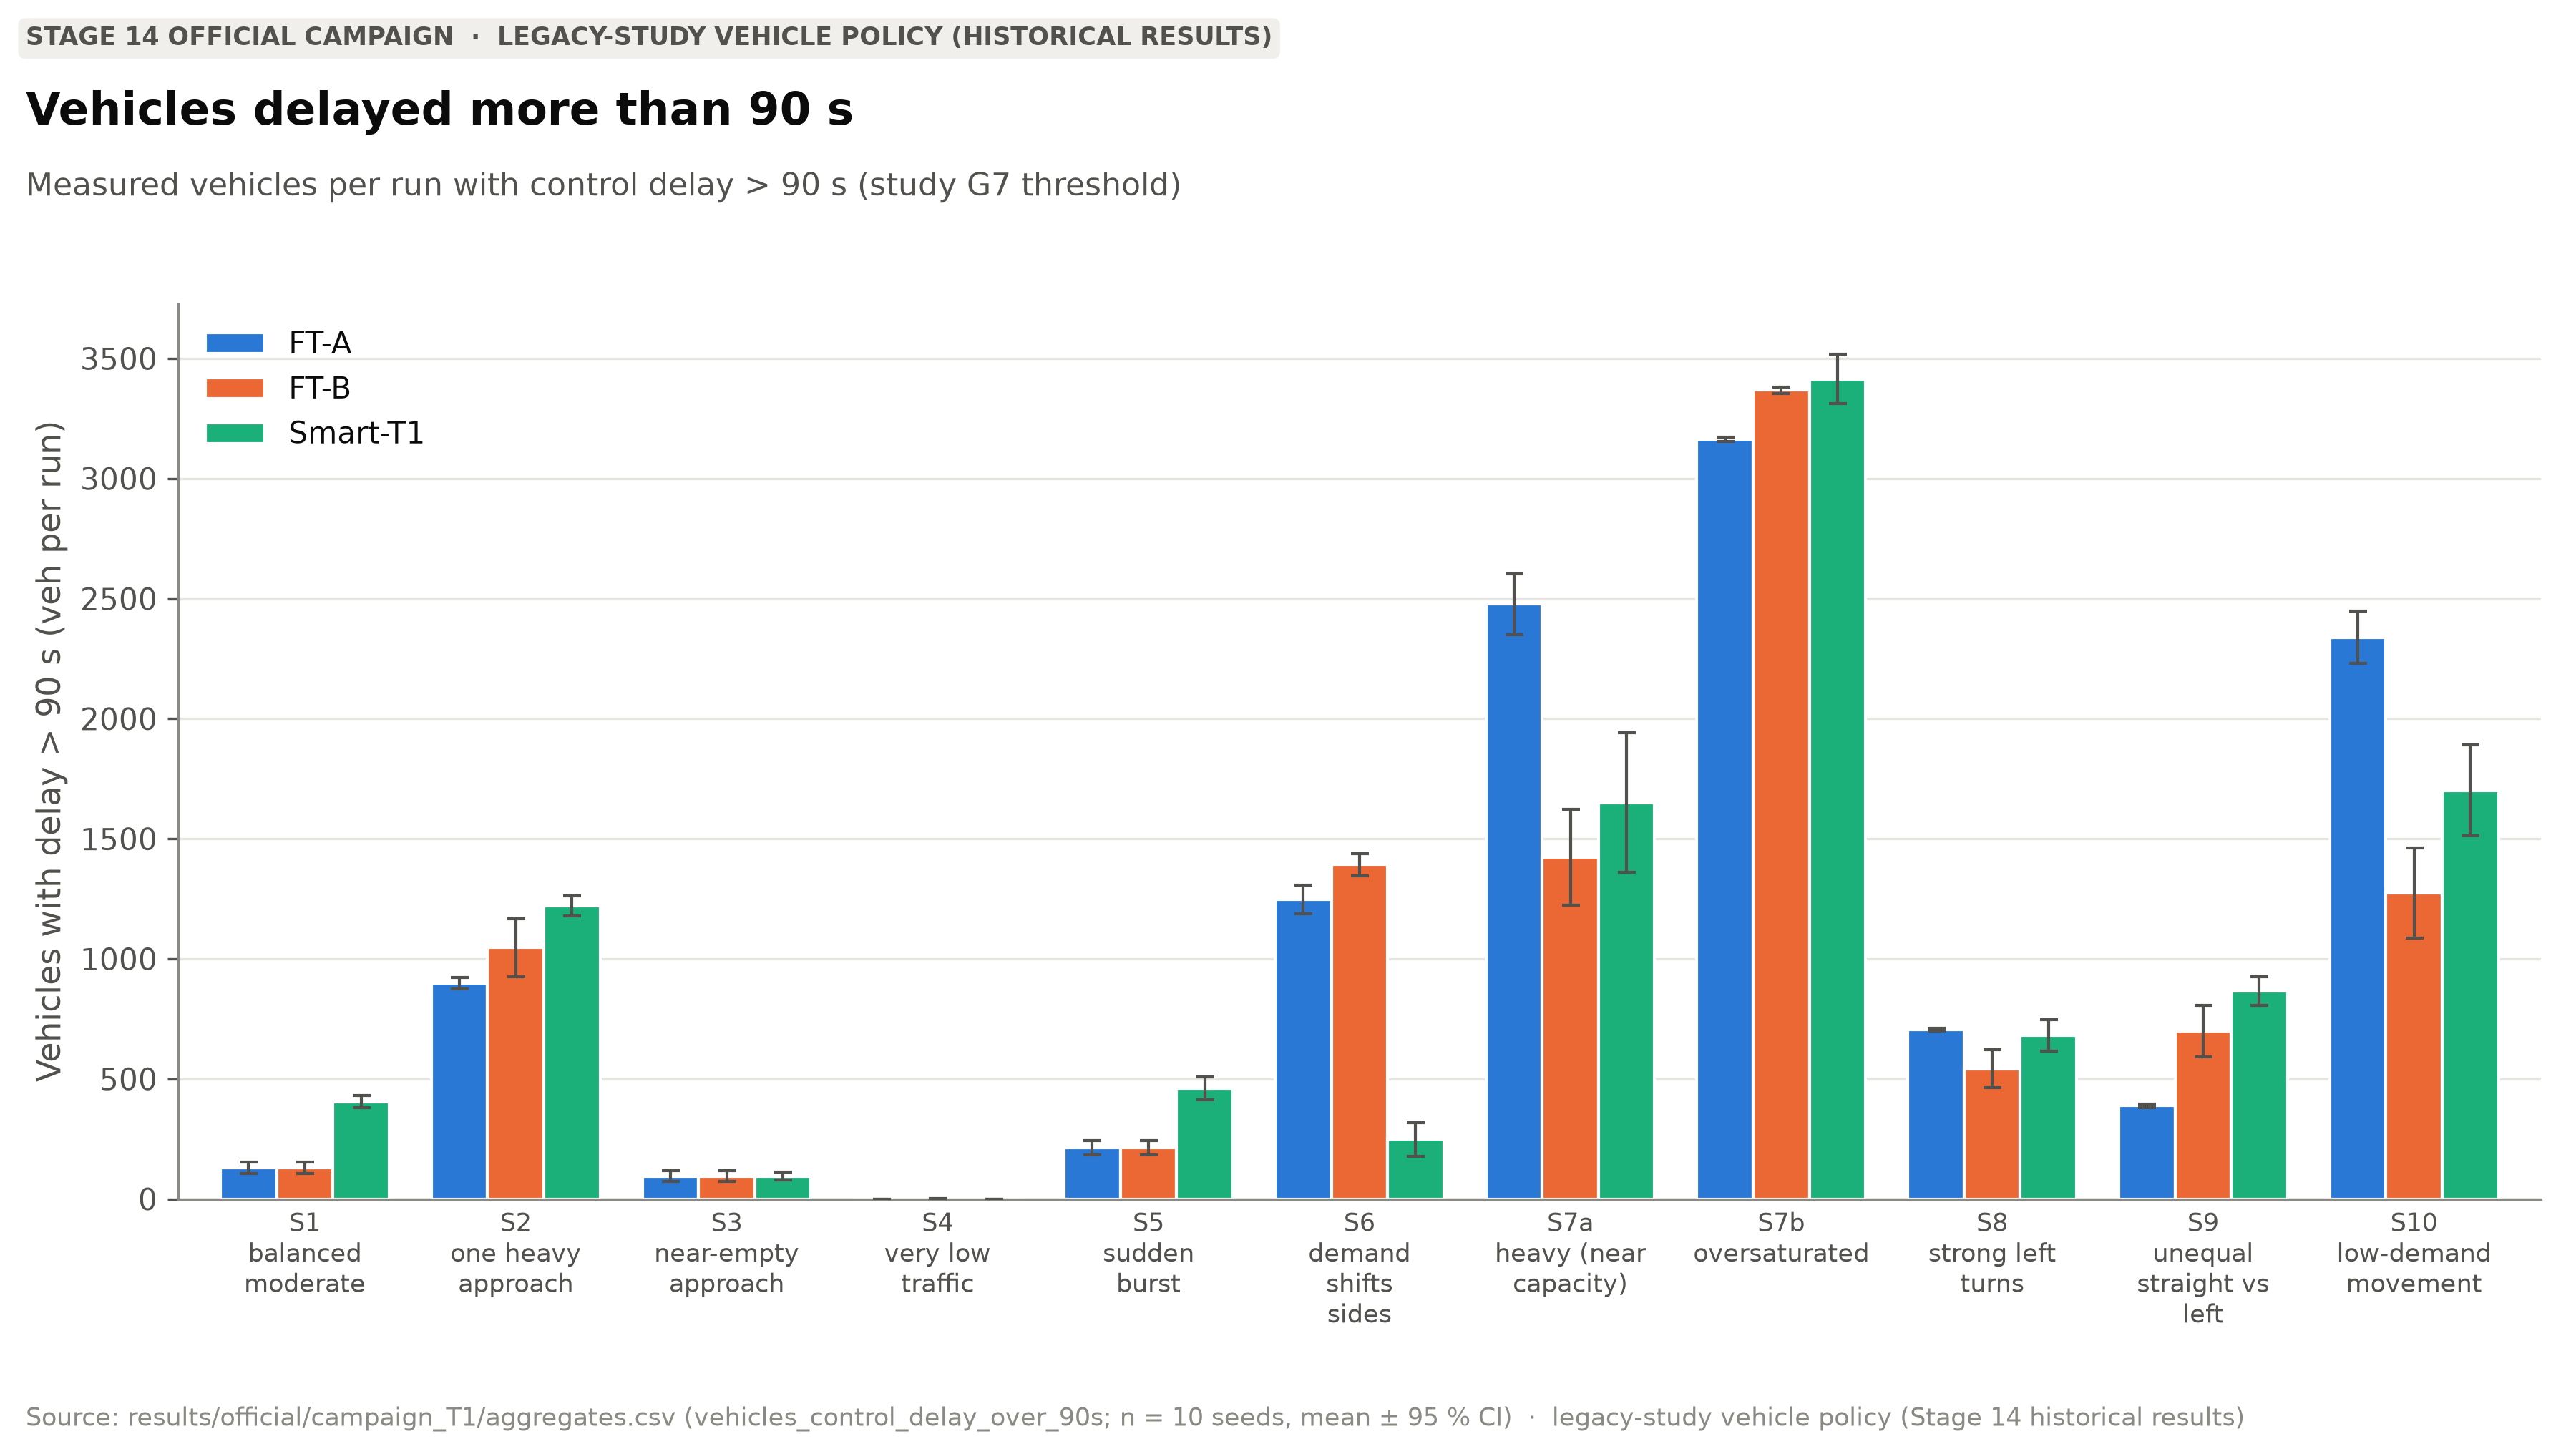 STAGE 14 OFFICIAL CAMPAIGN · LEGACY-STUDY VEHICLE POLICY (HISTORICAL RESULTS)
Vehicles delayed more than 90 s
Measured vehicles per run with control delay > 90 s (study G7 threshold)
FT-A
FT-B
Smart-T1
Vehicles with delay > 90 s (veh per run)
3500
3000
2500
2000
1500
1000
500
0
S1
balanced
moderate
S2
one heavy
approach
S3
near-empty
approach
S4
very low
traffic
S5
sudden
burst
S6
demand
shifts
sides
S7a
heavy (near
capacity)
S7b
oversaturated
S8
strong left
turns
S9
unequal
straight vs
left
S10
low-demand
movement
Source: results/official/campaign_T1/aggregates.csv (vehicles_control_delay_over_90s; n = 10 seeds, mean ± 95 % CI) · legacy-study vehicle policy (Stage 14 historical results)